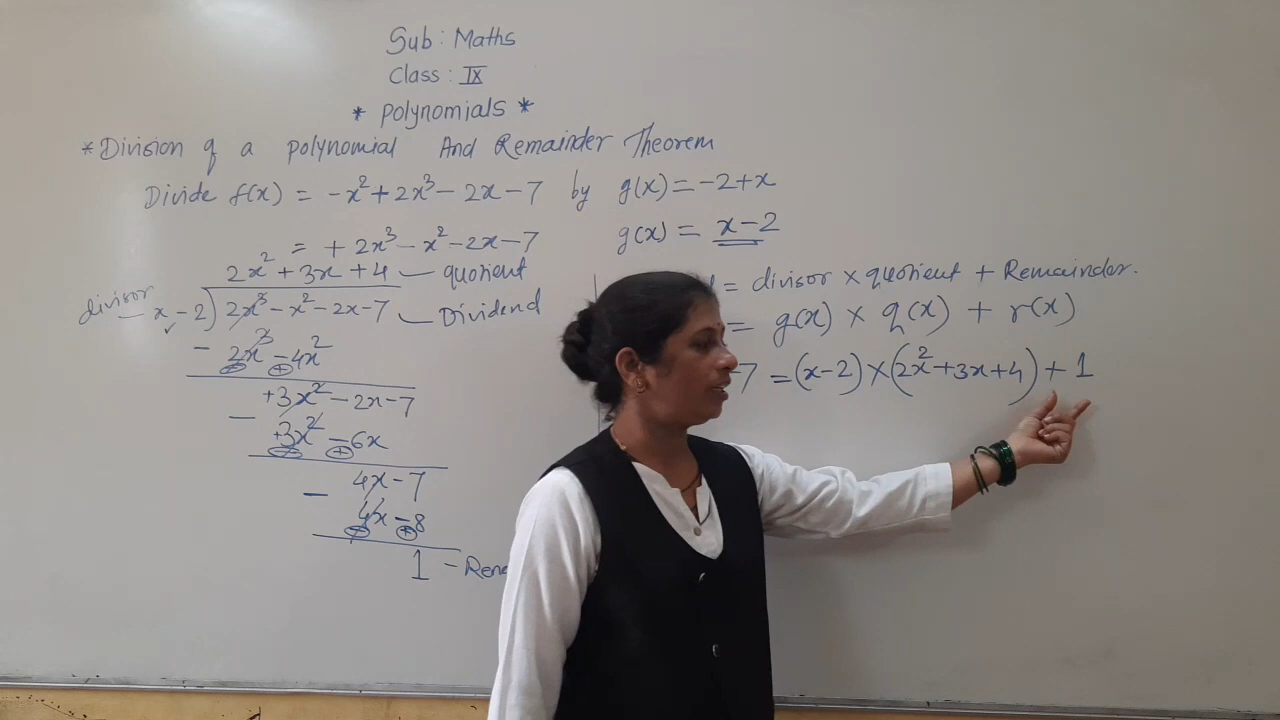 Sub: Maths
Class: IX
* Polynomials *
* Division of a polynomial And Remainder Theorem
Divide f(x) = -x² + 2x³ - 2x - 7 by g(x) = -2+x
g(x) = x-2
= + 2x³ - x² - 2x - 7
2x² + 3x + 4 — quotient
divisor — x - 2) 2x³ - x² - 2x - 7 — Dividend
- 2x³ - 4x²
+3x² - 2x - 7
- +3x² - 6x
4x - 7
- 4x - 8
1 -
= divisor × quotient + Remainder.
= g(x) × q(x) + r(x)
-7 = (x-2) × (2x² + 3x + 4) + 1